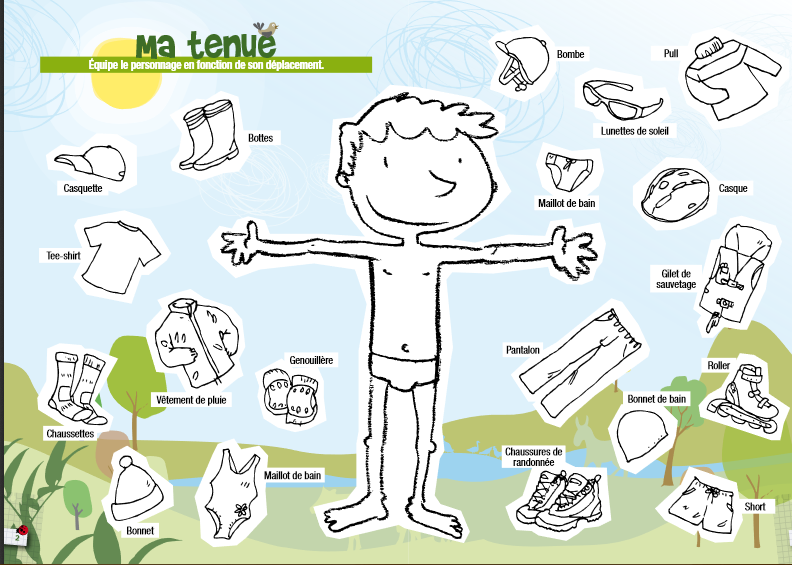 Ma tenue
Équipe le personnage en fonction de son déplacement.
Bombe
Pull
Bottes
Lunettes de soleil
Casquette
Maillot de bain
Casque
Tee-shirt
Gilet de
sauvetage
Pantalon
Genouillère
Roller
Vêtement de pluie
Bonnet de bain
Chaussettes
Chaussures de
randonnée
Maillot de bain
Short
Bonnet
2